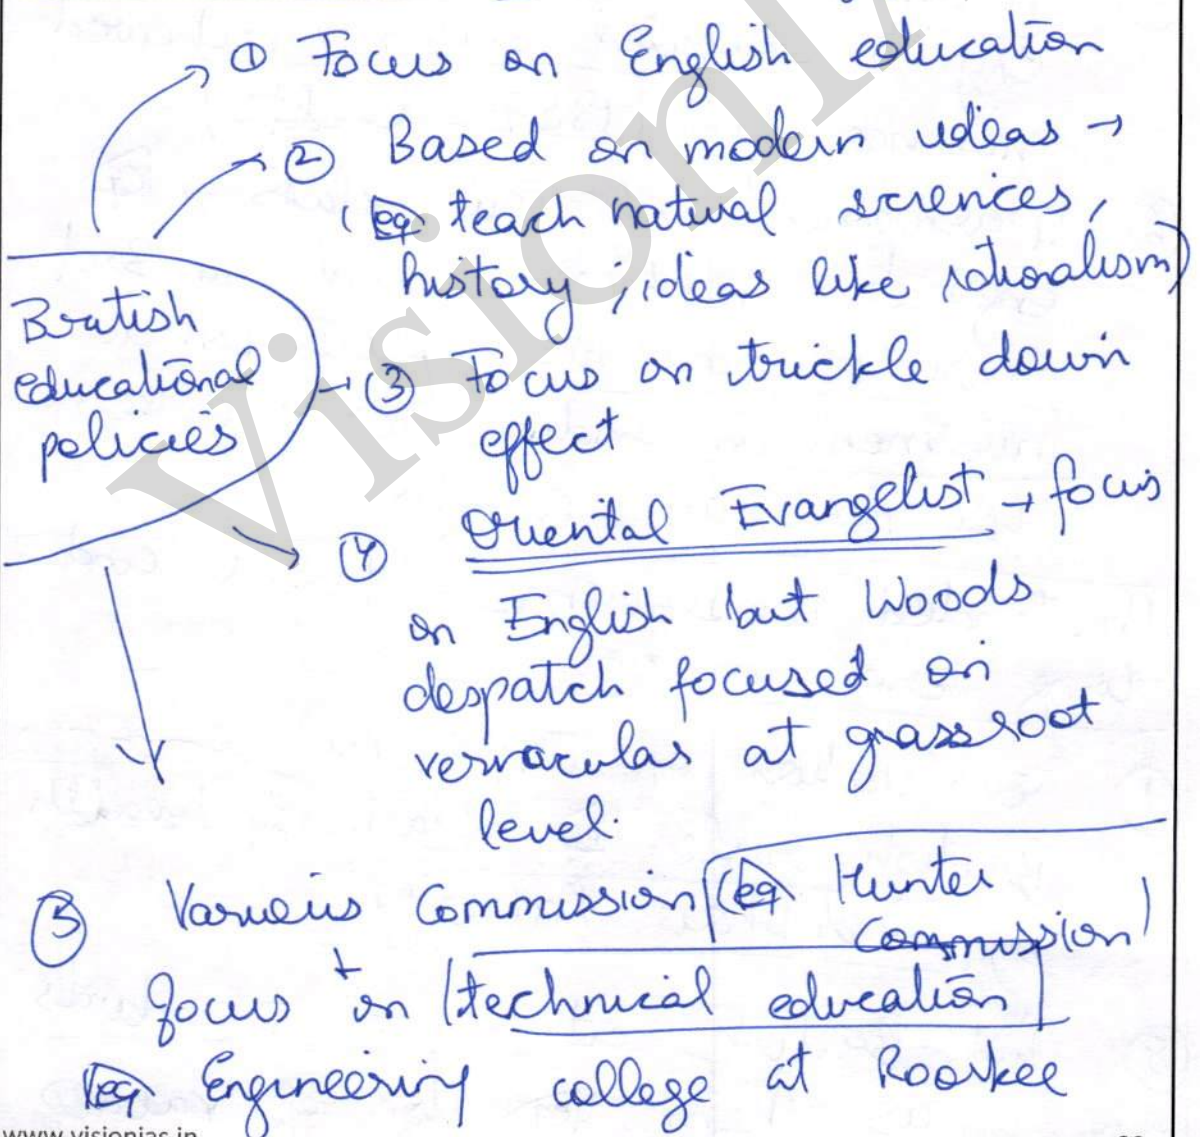 ① Focus on English education
② Based on modern ideas →
(eg teach natural sciences,
history ; ideas like rationalism)
British
educational
policies
→ ③ Focus on trickle down
effect
④ Oriental Evangelist → focus
on English but Woods
despatch focused on
vernacular at grassroot
level.
⑤ Various Commission (eg Hunter
Commission)
+
focus on technical education
(eg Engineering college at Roorkee
www.visionias.in
Vision